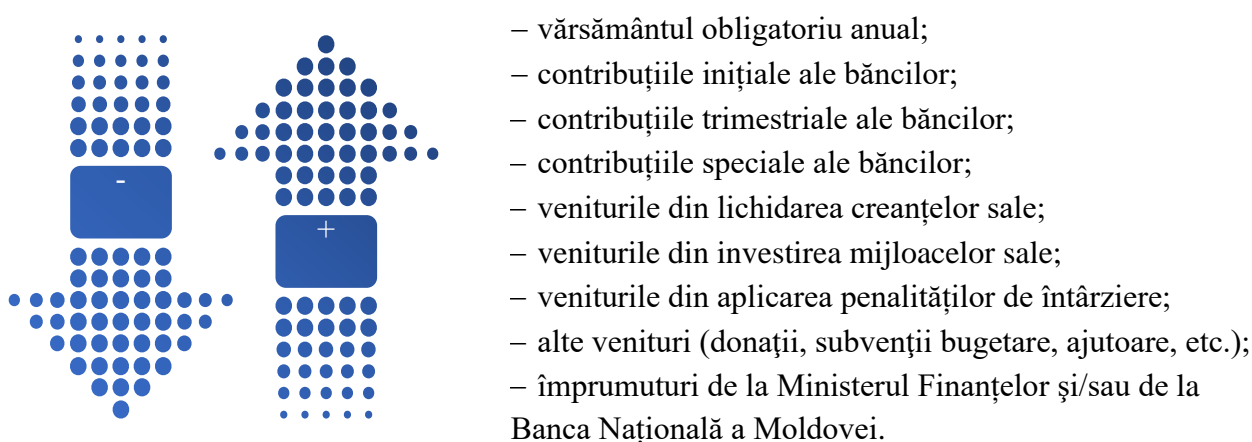 -
+
– vărsământul obligatoriu anual;
– contribuțiile inițiale ale băncilor;
– contribuțiile trimestriale ale băncilor;
– contribuțiile speciale ale băncilor;
– veniturile din lichidarea creanțelor sale;
– veniturile din investirea mijloacelor sale;
– veniturile din aplicarea penalităților de întârziere;
– alte venituri (donaţii, subvenţii bugetare, ajutoare, etc.);
– împrumuturi de la Ministerul Finanțelor şi/sau de la
Banca Națională a Moldovei.